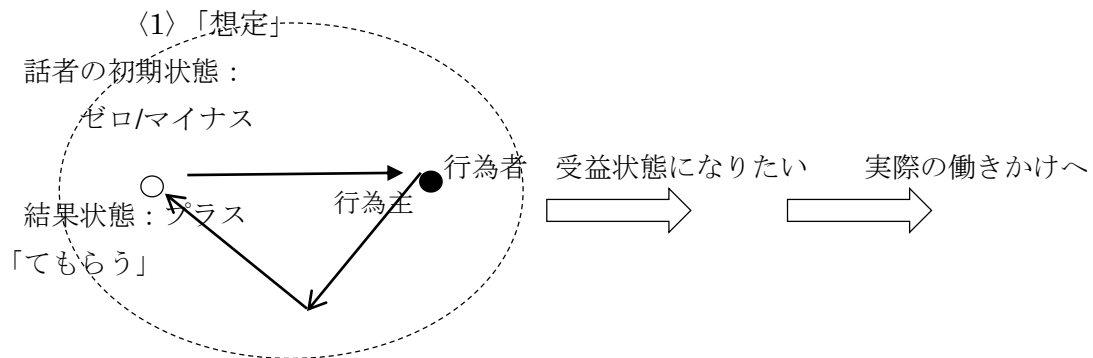 〈1〉「想定」
話者の初期状態：
ゼロ/マイナス
行為者　受益状態になりたい　実際の働きかけへ
行為主
結果状態：プラス
「てもらう」